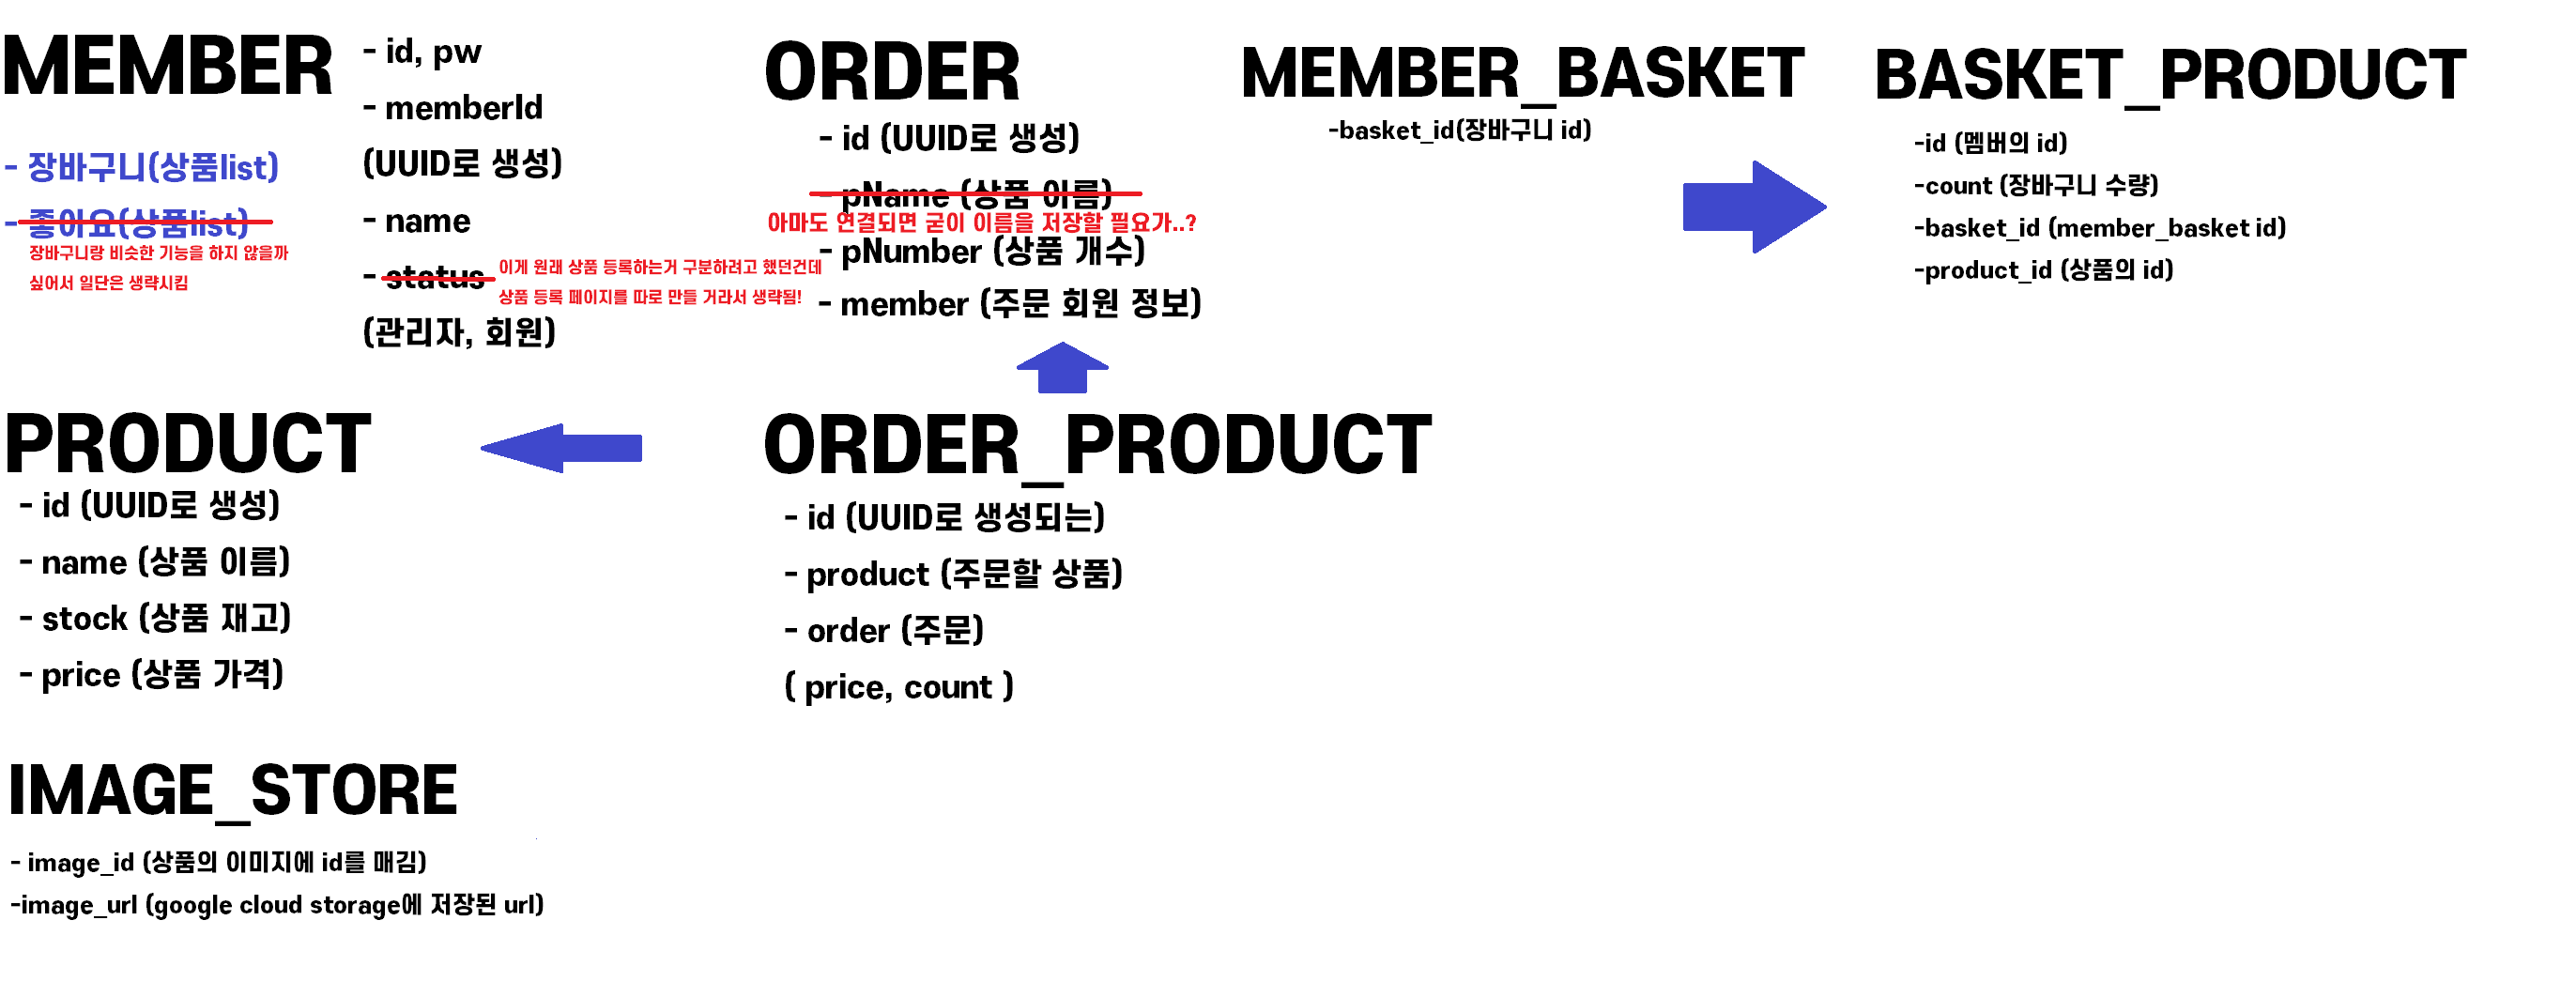 MEMBER
- 장바구니(상품list)
- 좋아요(상품list)
장바구니랑 비슷한 기능을 하지 않을까
싶어서 일단은 생략시킴
- id, pw
- memberId
(UUID로 생성)
- name
- status
이게 원래 상품 등록하는거 구분하려고 했던건데
상품 등록 페이지를 따로 만들 거라서 생략됨!
(관리자, 회원)
ORDER
- id (UUID로 생성)
- pName (상품 이름)
아마도 연결되면 굳이 이름을 저장할 필요가..?
- pNumber (상품 개수)
- member (주문 회원 정보)
MEMBER_BASKET
-basket_id(장바구니 id)
BASKET_PRODUCT
-id (멤버의 id)
-count (장바구니 수량)
-basket_id (member_basket id)
-product_id (상품의 id)
PRODUCT
- id (UUID로 생성)
- name (상품 이름)
- stock (상품 재고)
- price (상품 가격)
ORDER_PRODUCT
- id (UUID로 생성되는)
- product (주문할 상품)
- order (주문)
( price, count )
IMAGE_STORE
- image_id (상품의 이미지에 id를 매김)
-image_url (google cloud storage에 저장된 url)